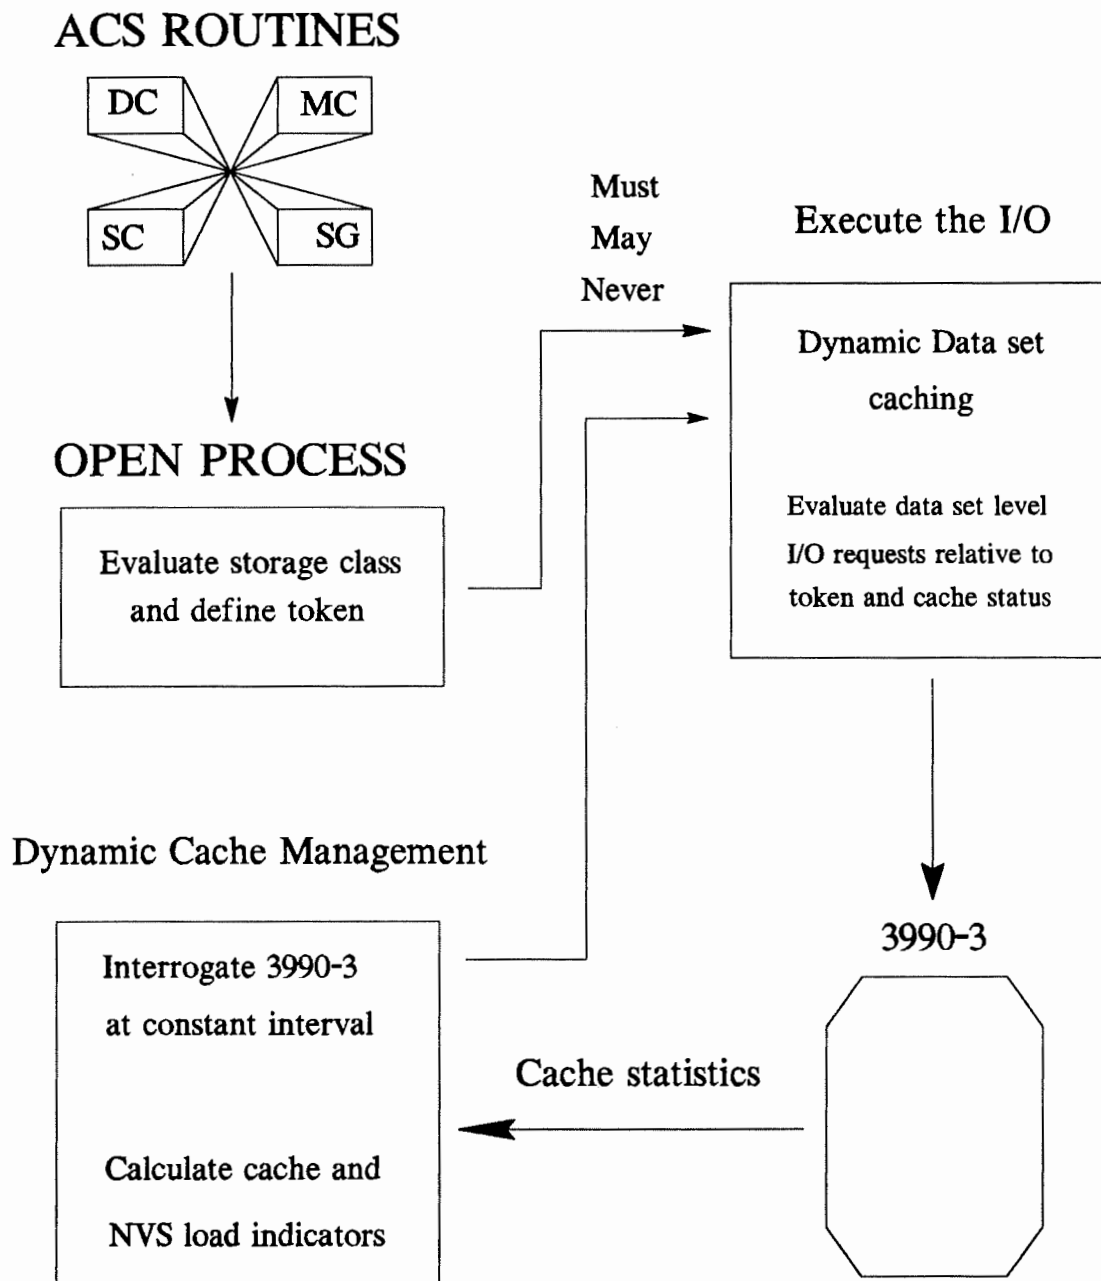 ACS ROUTINES
DC
MC
SC
SG
OPEN PROCESS
Evaluate storage class
and define token
Must
May
Never
Execute the I/O
Dynamic Data set
caching
Evaluate data set level
I/O requests relative to
token and cache status
Dynamic Cache Management
Interrogate 3990-3
at constant interval
Calculate cache and
NVS load indicators
Cache statistics
3990-3